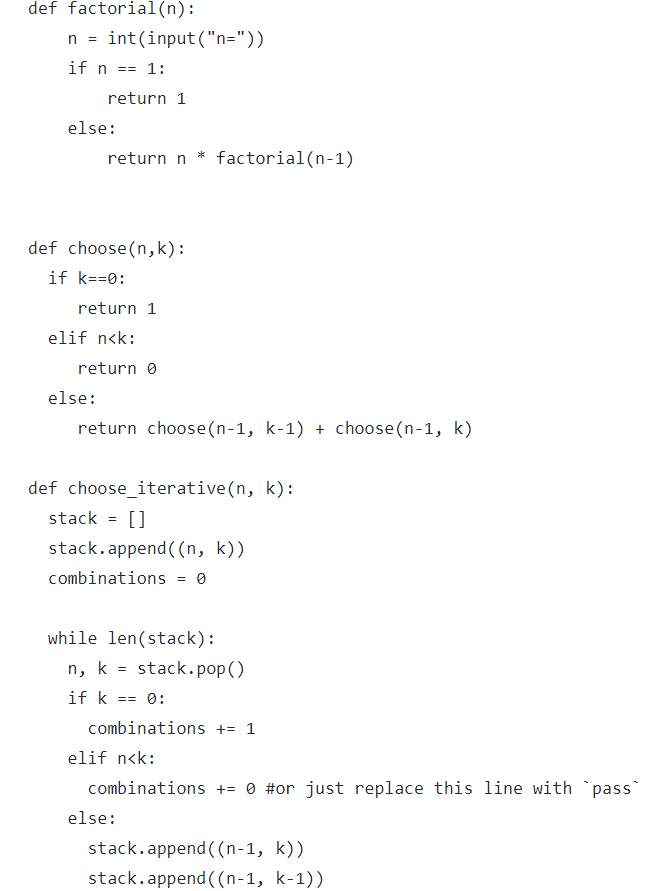 def factorial(n):
    n = int(input("n="))
    if n == 1:
        return 1
    else:
        return n * factorial(n-1)


def choose(n,k):
  if k==0:
     return 1
  elif n<k:
     return 0
  else:
     return choose(n-1, k-1) + choose(n-1, k)

def choose_iterative(n, k):
  stack = []
  stack.append((n, k))
  combinations = 0

  while len(stack):
    n, k = stack.pop()
    if k == 0:
      combinations += 1
    elif n<k:
      combinations += 0 #or just replace this line with `pass`
    else:
      stack.append((n-1, k))
      stack.append((n-1, k-1))